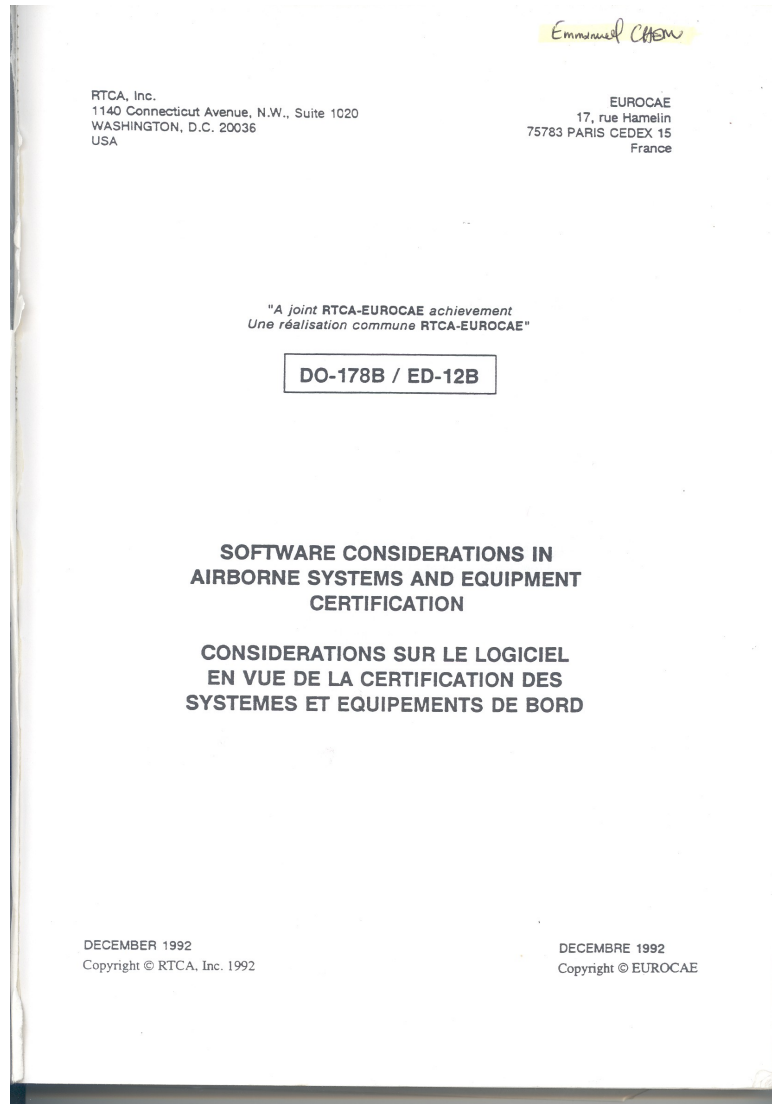 Emmanuel
RTCA, Inc.
1140 Connecticut Avenue, N.W., Suite 1020
WASHINGTON, D.C. 20036
USA
EUROCAE
17, rue Hamelin
75783 PARIS CEDEX 15
France
"A joint RTCA-EUROCAE achievement
Une réalisation commune RTCA-EUROCAE"
DO-178B / ED-12B
SOFTWARE CONSIDERATIONS IN
AIRBORNE SYSTEMS AND EQUIPMENT
CERTIFICATION
CONSIDERATIONS SUR LE LOGICIEL
EN VUE DE LA CERTIFICATION DES
SYSTEMES ET EQUIPEMENTS DE BORD
DECEMBER 1992
Copyright © RTCA, Inc. 1992
DECEMBRE 1992
Copyright © EUROCAE